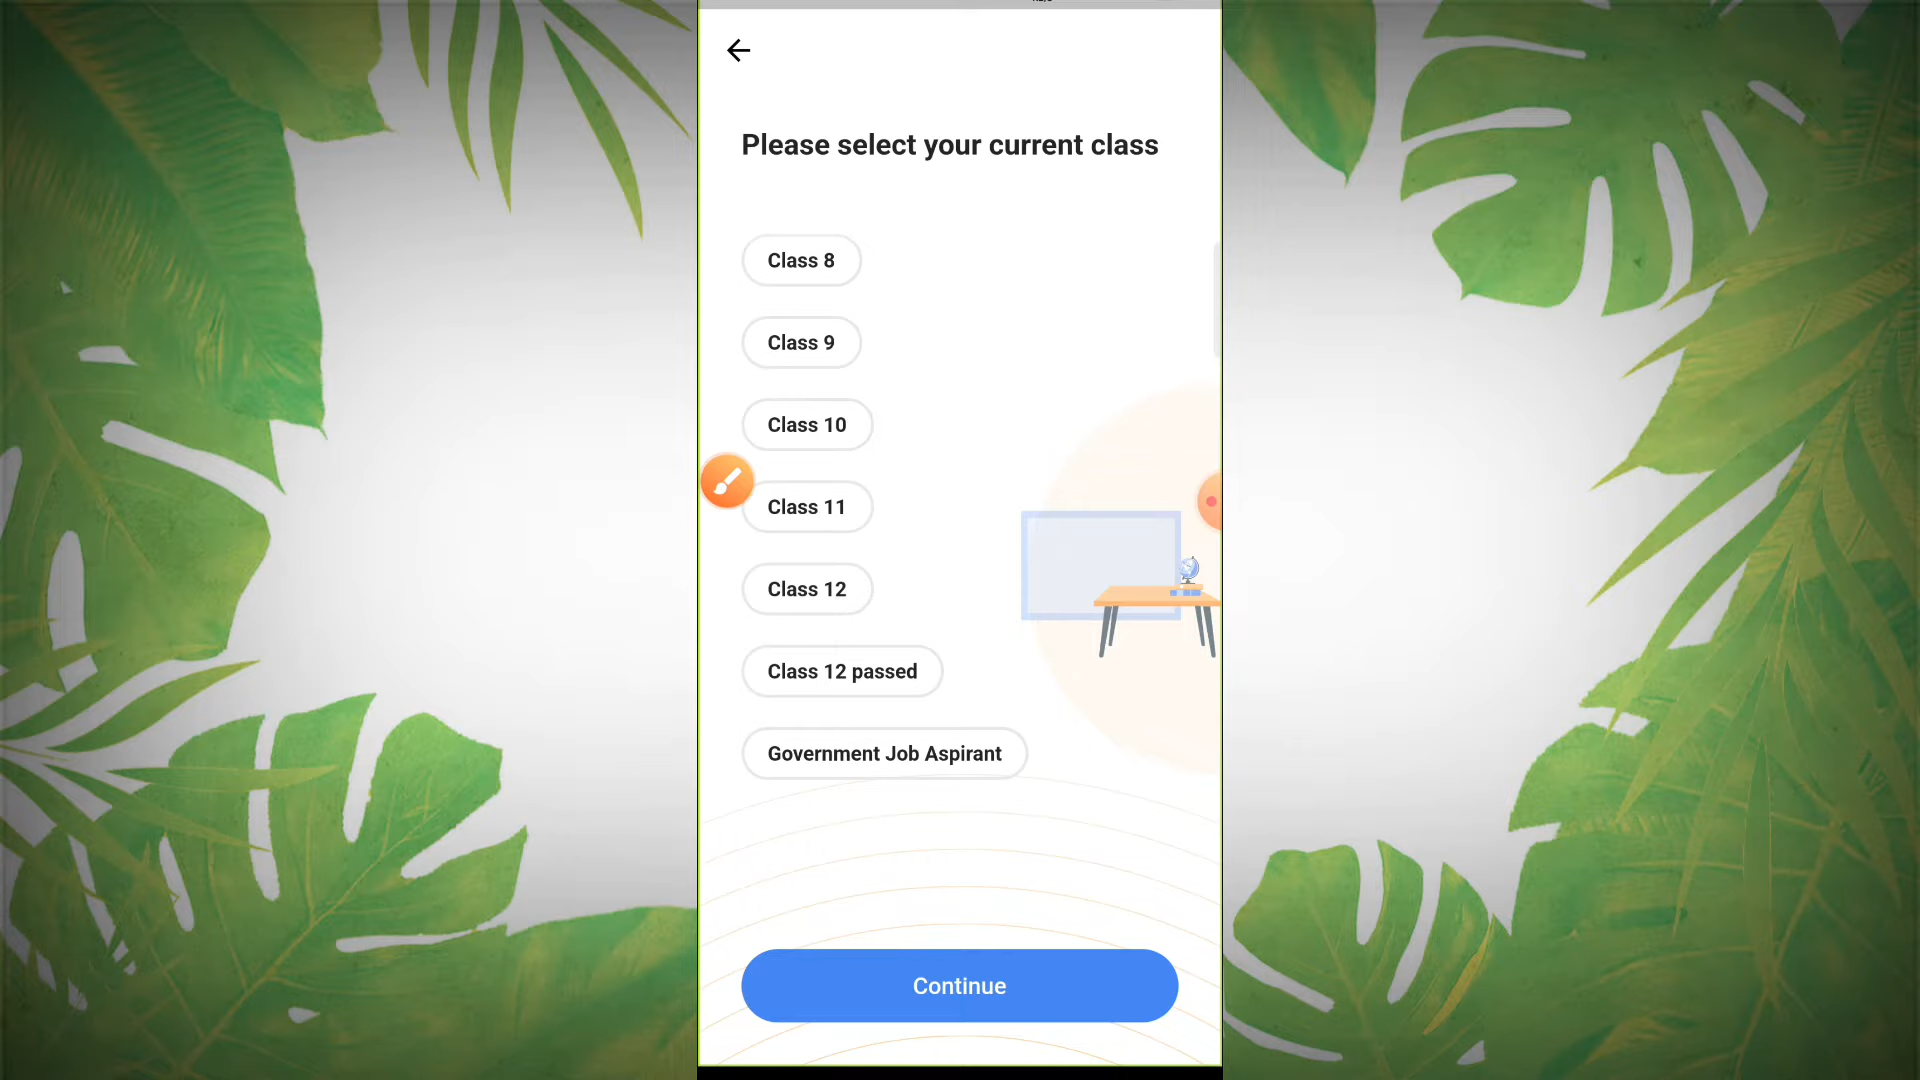 Please select your current class
Class 8
Class 9
Class 10
Class 11
Class 12
Class 12 passed
Government Job Aspirant
Continue